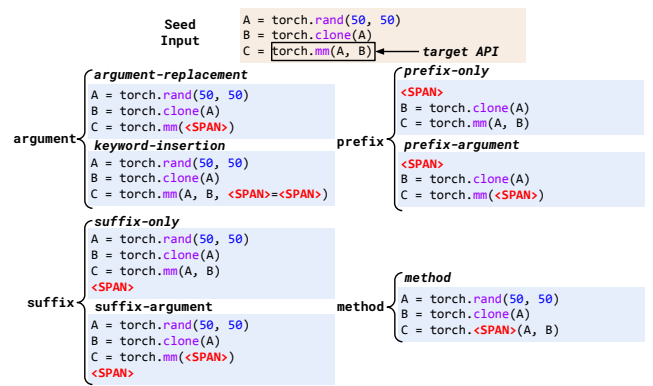 Seed Input
A = torch.rand(50, 50)
B = torch.clone(A)
C = torch.mm(A, B) target API
argument
argument-replacement
A = torch.rand(50, 50)
B = torch.clone(A)
C = torch.mm(<SPAN>)
keyword-insertion
A = torch.rand(50, 50)
B = torch.clone(A)
C = torch.mm(A, B, <SPAN>=<SPAN>)
prefix
prefix-only
<SPAN>
B = torch.clone(A)
C = torch.mm(A, B)
prefix-argument
<SPAN>
B = torch.clone(A)
C = torch.mm(<SPAN>)
suffix
suffix-only
A = torch.rand(50, 50)
B = torch.clone(A)
C = torch.mm(A, B)
<SPAN>
suffix-argument
A = torch.rand(50, 50)
B = torch.clone(A)
C = torch.mm(<SPAN>)
<SPAN>
method
method
A = torch.rand(50, 50)
B = torch.clone(A)
C = torch.<SPAN>(A, B)